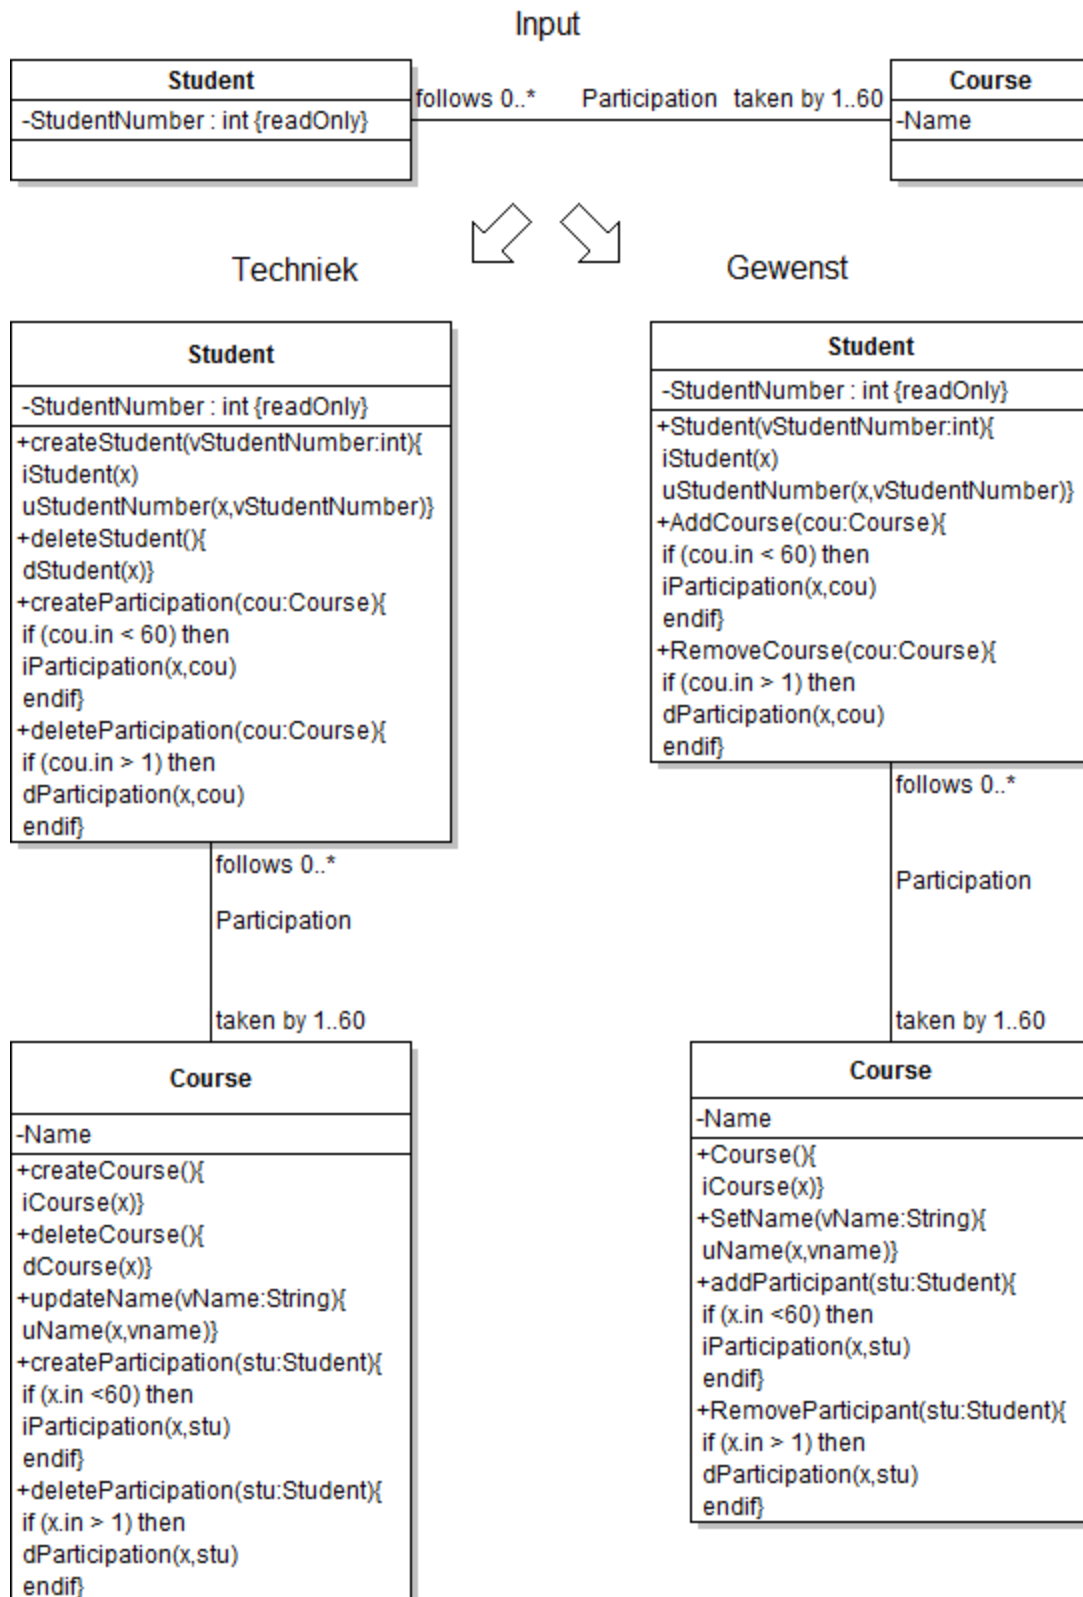 Input
Student
-StudentNumber : int {readOnly}
follows 0..*
Participation
taken by 1..60
Course
-Name
Techniek
Student
-StudentNumber : int {readOnly}
+createStudent(vStudentNumber:int){
iStudent(x)
uStudentNumber(x,vStudentNumber)}
+deleteStudent(){
dStudent(x)}
+createParticipation(cou:Course){
if (cou.in < 60) then
iParticipation(x,cou)
endif}
+deleteParticipation(cou:Course){
if (cou.in > 1) then
dParticipation(x,cou)
endif}
follows 0..*
Participation
taken by 1..60
Course
-Name
+createCourse(){
iCourse(x)}
+deleteCourse(){
dCourse(x)}
+updateName(vName:String){
uName(x,vname)}
+createParticipation(stu:Student){
if (x.in <60) then
iParticipation(x,stu)
endif}
+deleteParticipation(stu:Student){
if (x.in > 1) then
dParticipation(x,stu)
endif}
Gewenst
Student
-StudentNumber : int {readOnly}
+Student(vStudentNumber:int){
iStudent(x)
uStudentNumber(x,vStudentNumber)}
+AddCourse(cou:Course){
if (cou.in < 60) then
iParticipation(x,cou)
endif}
+RemoveCourse(cou:Course){
if (cou.in > 1) then
dParticipation(x,cou)
endif}
follows 0..*
Participation
taken by 1..60
Course
-Name
+Course(){
iCourse(x)}
+SetName(vName:String){
uName(x,vname)}
+addParticipant(stu:Student){
if (x.in <60) then
iParticipation(x,stu)
endif}
+RemoveParticipant(stu:Student){
if (x.in > 1) then
dParticipation(x,stu)
endif}